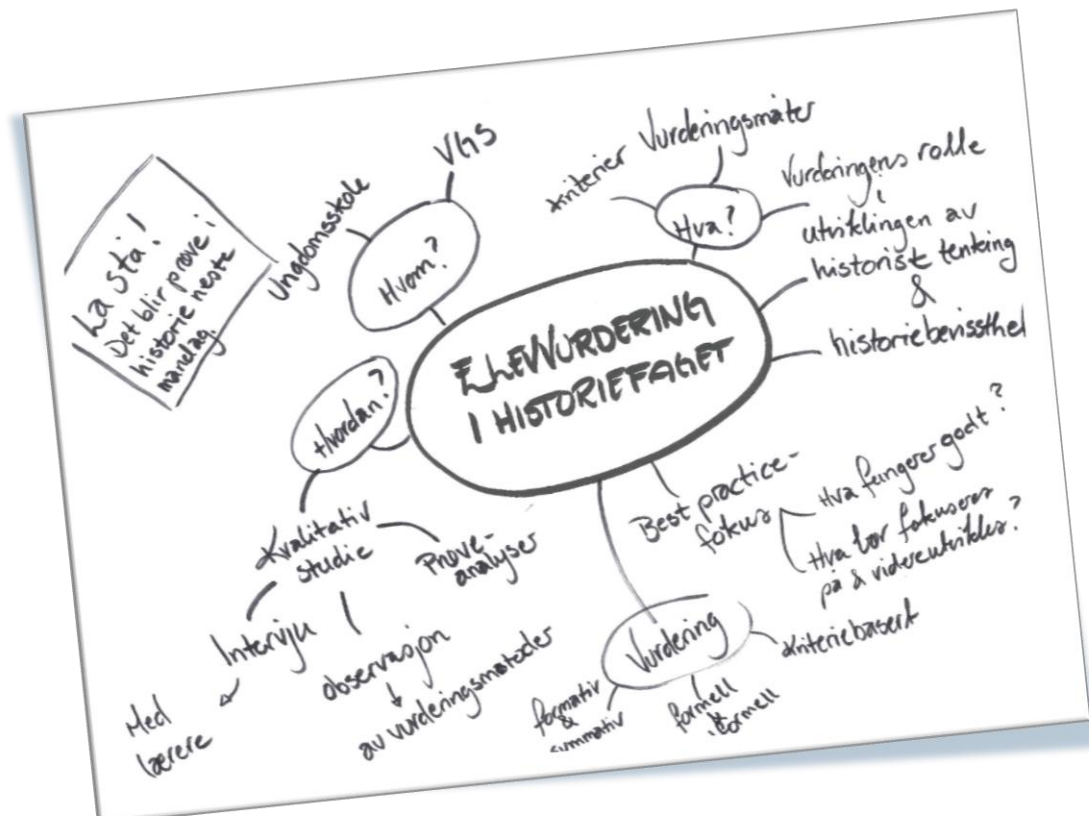 La stå!
Det blir prøve i
historie neste
mandag.
Ungdomsskole
VGS
Hvem?
Kriterier
Vurderingsmåter
Hva?
Vurderingens rolle
i
utviklingen av
historisk tenking
&
historiebevissthet
ELEVVURDERING
I HISTORIEFAGET
Hvordan?
Kvalitativ
studie
Prøve-
analyser
Intervju
Med
lærere
Observasjon
av vurderingsmetoder
Best practice-
fokus
Hva fungerer godt?
Hva bør fokuseres
på & videreutvikles?
Vurdering
Kriteriebasert
formativ
&
summativ
formell
&
uformell